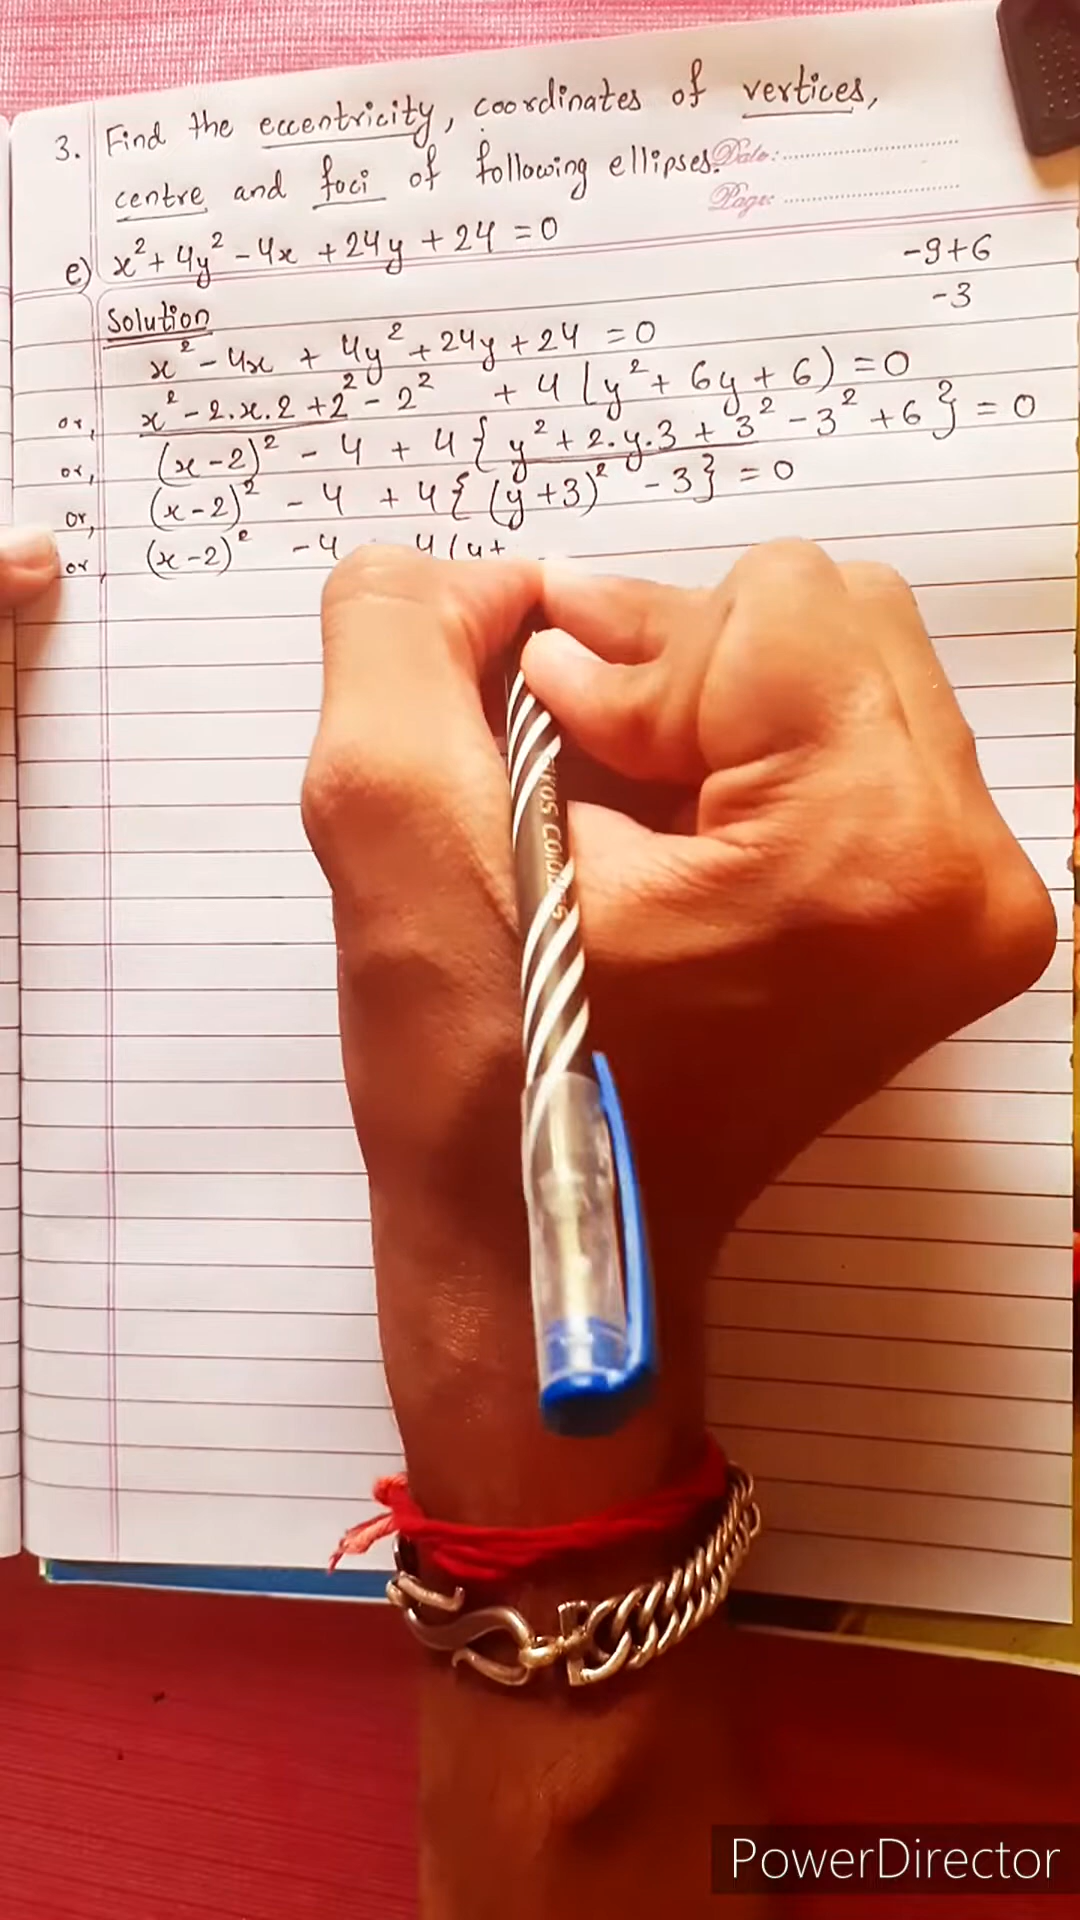 3. Find the eccentricity, coordinates of vertices,
centre and foci of following ellipses.
Date:
Page:
e) x² + 4y² - 4x + 24y + 24 = 0
-9+6
-3
Solution
x² - 4x + 4y² + 24y + 24 = 0
or, x² - 2.x.2 + 2² - 2² + 4(y² + 6y + 6) = 0
or, (x-2)² - 4 + 4{y² + 2.y.3 + 3² - 3² + 6} = 0
or, (x-2)² - 4 + 4{(y+3)² - 3} = 0
or, (x-2)² - 4 4(y+
PowerDirector